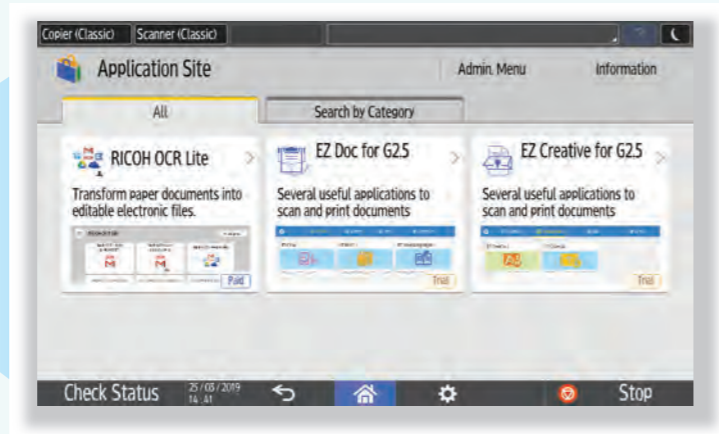 Copier (Classic)
Scanner (Classic)
Application Site
Admin. Menu
Information
All
Search by Category
RICOH OCR Lite
Transform paper documents into
editable electronic files.
Paid
EZ Doc for G2.5
Several useful applications to
scan and print documents
Trial
EZ Creative for G2.5
Several useful applications to
scan and print documents
Trial
Check Status
25/03/2019
14:41
Stop